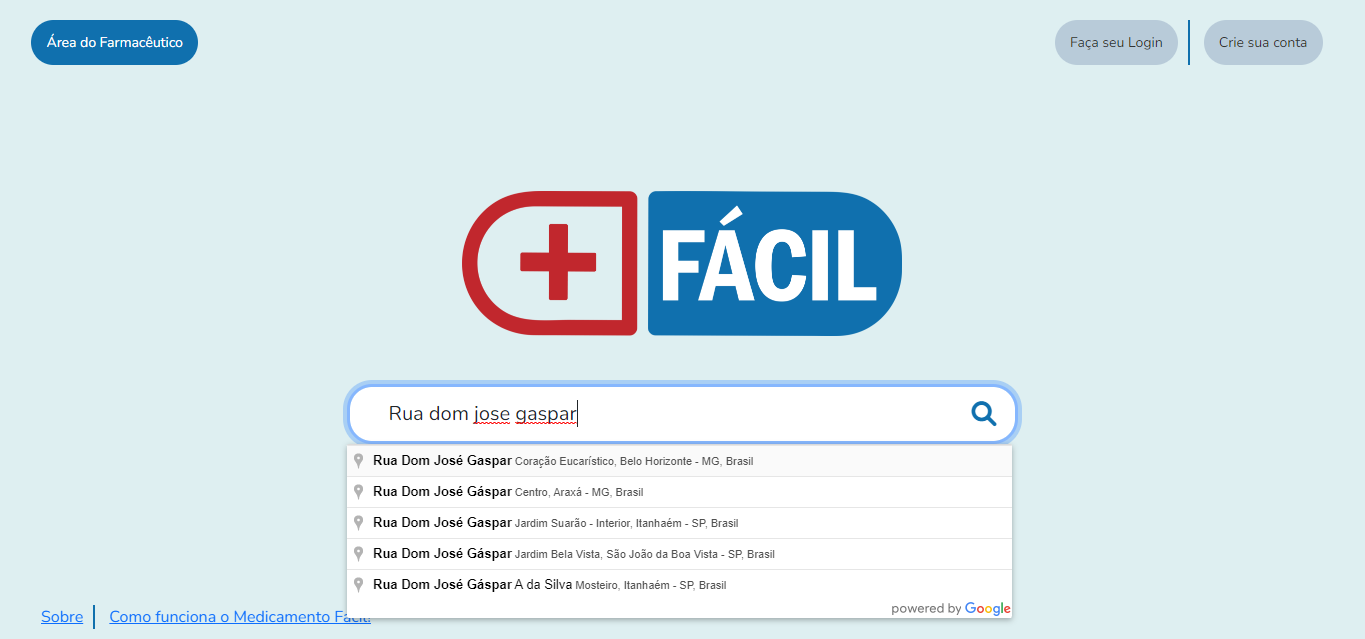 Área do Farmacêutico
Faça seu Login
Crie sua conta
FÁCIL
Rua dom jose gaspar
Rua Dom José Gaspar Coração Eucarístico, Belo Horizonte - MG, Brasil
Rua Dom José Gáspar Centro, Araxá - MG, Brasil
Rua Dom José Gaspar Jardim Suarão - Interior, Itanhaém - SP, Brasil
Rua Dom José Gáspar Jardim Bela Vista, São João da Boa Vista - SP, Brasil
Rua Dom José Gáspar A da Silva Mosteiro, Itanhaém - SP, Brasil
powered by Google
Sobre
Como funciona o Medicamento Fácil!